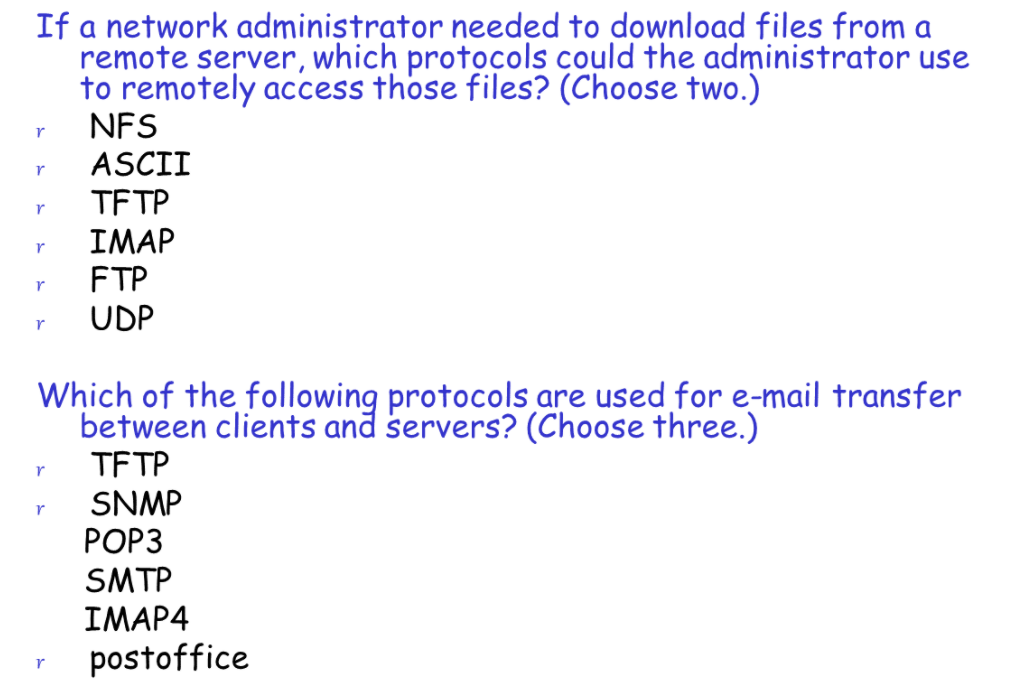 If a network administrator needed to download files from a
remote server, which protocols could the administrator use
to remotely access those files? (Choose two.)
r NFS
r ASCII
r TFTP
r IMAP
r FTP
r UDP
Which of the following protocols are used for e-mail transfer
between clients and servers? (Choose three.)
r TFTP
r SNMP
POP3
SMTP
IMAP4
r postoffice